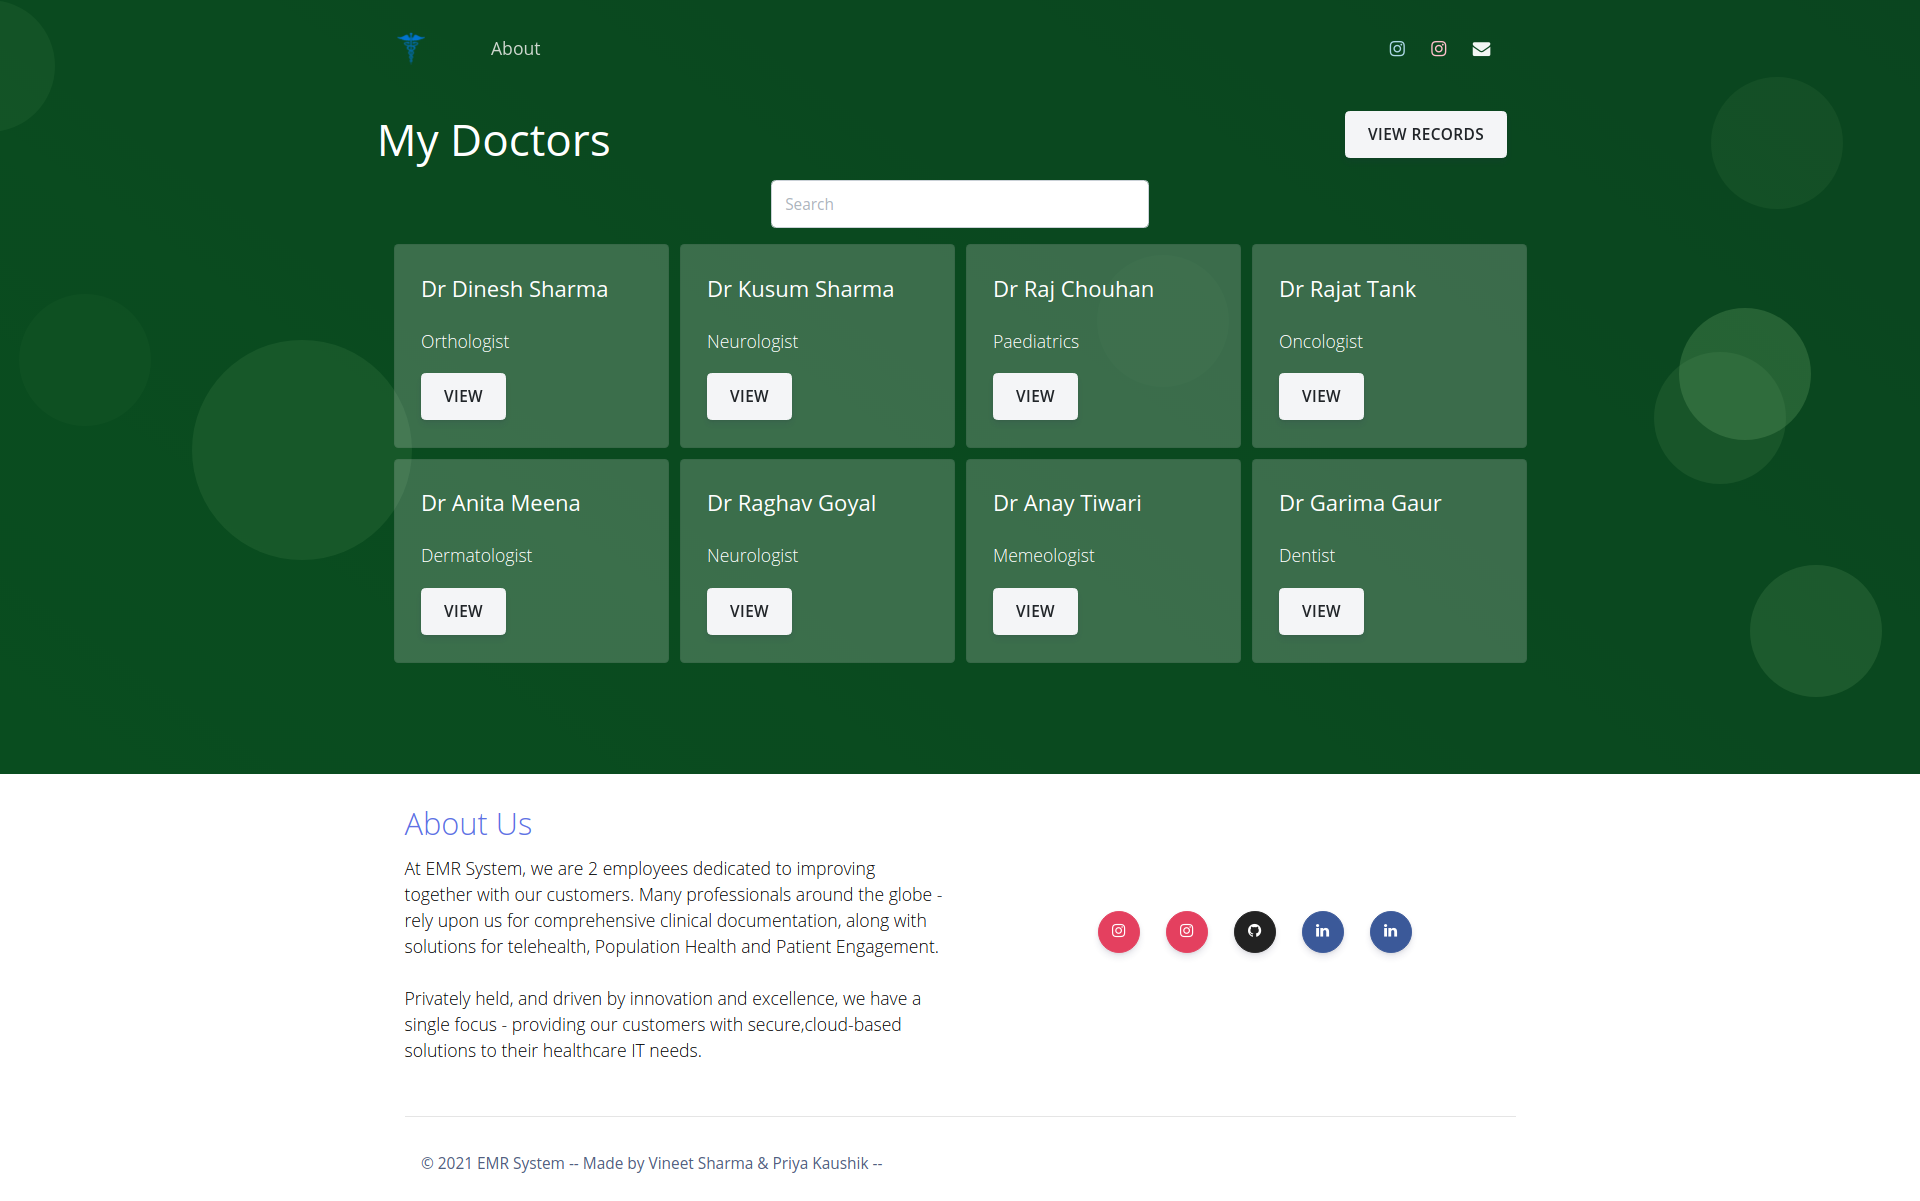 About
My Doctors
VIEW RECORDS
Search
Dr Dinesh Sharma
Orthologist
VIEW
Dr Kusum Sharma
Neurologist
VIEW
Dr Raj Chouhan
Paediatrics
VIEW
Dr Rajat Tank
Oncologist
VIEW
Dr Anita Meena
Dermatologist
VIEW
Dr Raghav Goyal
Neurologist
VIEW
Dr Anay Tiwari
Memeologist
VIEW
Dr Garima Gaur
Dentist
VIEW
About Us
At EMR System, we are 2 employees dedicated to improving
together with our customers. Many professionals around the globe -
rely upon us for comprehensive clinical documentation, along with
solutions for telehealth, Population Health and Patient Engagement.
Privately held, and driven by innovation and excellence, we have a
single focus - providing our customers with secure,cloud-based
solutions to their healthcare IT needs.
© 2021 EMR System -- Made by Vineet Sharma & Priya Kaushik --